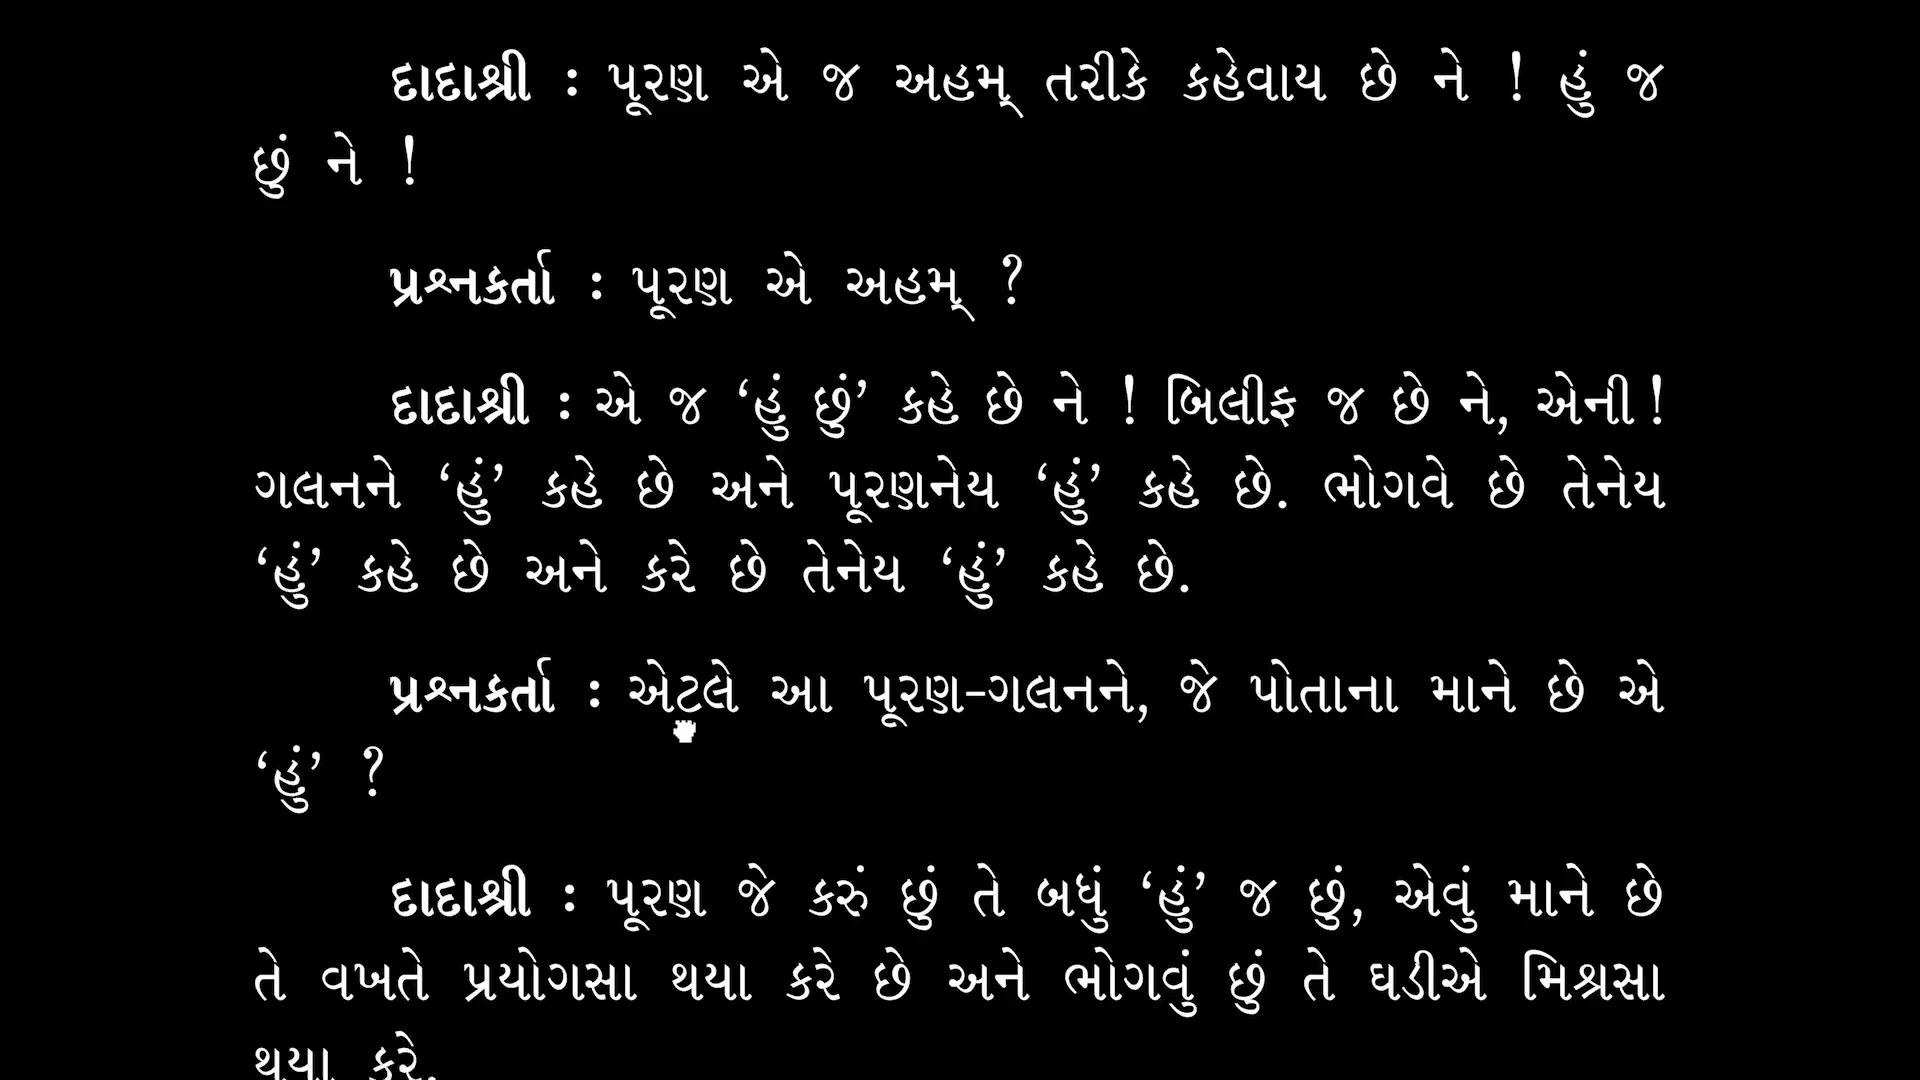 દાદાશ્રી : પૂરણ એ જ અહમ્ તરીકે કહેવાય છે ને ! હું જ
છું ને !
પ્રશ્નકર્તા : પૂરણ એ અહમ્ ?
દાદાશ્રી : એ જ ‘હું છું’ કહે છે ને ! બિલીફ જ છે ને, એની!
ગલનને ‘હું’ કહે છે અને પૂરણનેય ‘હું’ કહે છે. ભોગવે છે તેનેય
‘હું’ કહે છે અને કરે છે તેનેય ‘હું’ કહે છે.
પ્રશ્નકર્તા : એટલે આ પૂરણ-ગલનને, જે પોતાના માને છે એ
‘હું’ ?
દાદાશ્રી : પૂરણ જે કરું છું તે બધું ‘હું’ જ છું, એવું માને છે
તે વખતે પ્રયોગસા થયા કરે છે અને ભોગવું છું તે ઘડીએ મિશ્રસા
થયા કરે.